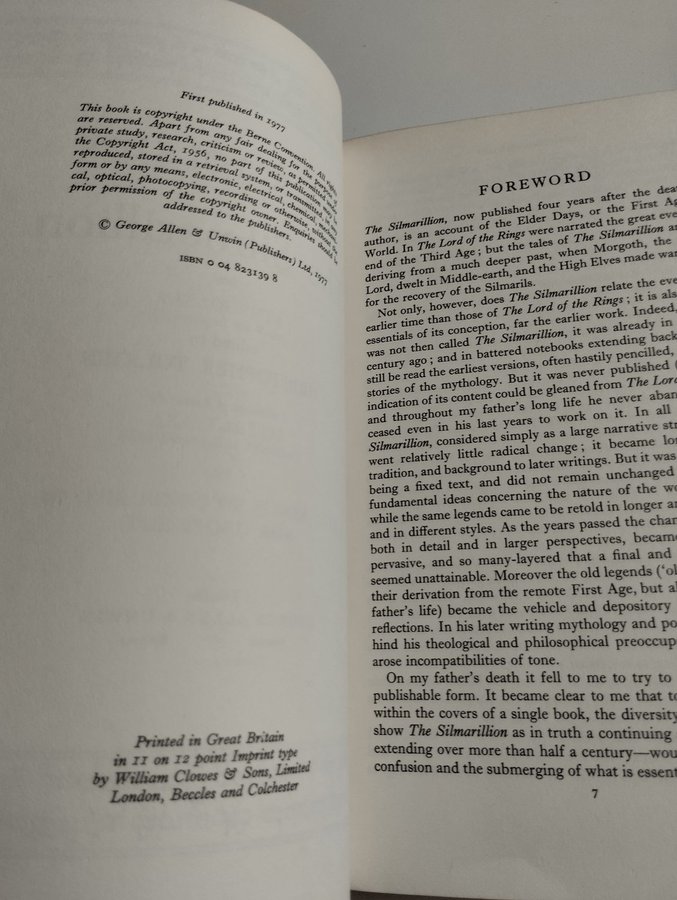 First published in 1977
This book is copyright under the Berne Convention. All rights
are reserved. Apart from any fair dealing for the purpose of
private study, research, criticism or review, as permitted under
the Copyright Act, 1956, no part of this publication may be
reproduced, stored in a retrieval system, or transmitted, in any
form or by any means, electronic, electrical, chemical, mechani-
cal, optical, photocopying, recording or otherwise, without the
prior permission of the copyright owner. Enquiries should be
addressed to the publishers.
© George Allen & Unwin (Publishers) Ltd, 1977
ISBN 0 04 823139 8
Printed in Great Britain
in 11 on 12 point Imprint type
by William Clowes & Sons, Limited
London, Beccles and Colchester
FOREWORD
The Silmarillion, now published four years after the
author, is an account of the Elder Days, or the First
World. In The Lord of the Rings were narrated the great
end of the Third Age; but the tales of The Silmarillion
deriving from a much deeper past, when Morgoth, the
Lord, dwelt in Middle-earth, and the High Elves made
for the recovery of the Silmarils.
Not only, however, does The Silmarillion relate the
earlier time than those of The Lord of the Rings; it is
essentials of its conception, far the earlier work. Indeed,
was not then called The Silmarillion, it was already in
century ago; and in battered notebooks extending
still be read the earliest versions, often hastily pencilled,
stories of the mythology. But it was never published
indication of its content could be gleaned from The
and throughout my father's long life he never
ceased even in his last years to work on it. In all
Silmarillion, considered simply as a large narrative
went relatively little radical change; it became
tradition, and background to later writings. But it was
being a fixed text, and did not remain unchanged
fundamental ideas concerning the nature of the
while the same legends came to be retold in longer
and in different styles. As the years passed the
both in detail and in larger perspectives, became
pervasive, and so many-layered that a final and
seemed unattainable. Moreover the old legends
their derivation from the remote First Age, but
father's life) became the vehicle and depository
reflections. In his later writing mythology and
hind his theological and philosophical
arose incompatibilities of tone.
On my father's death it fell to me to try to
publishable form. It became clear to me that
within the covers of a single book, the diversity
show The Silmarillion as in truth a continuing
extending over more than half a century—
confusion and the submerging of what is
7